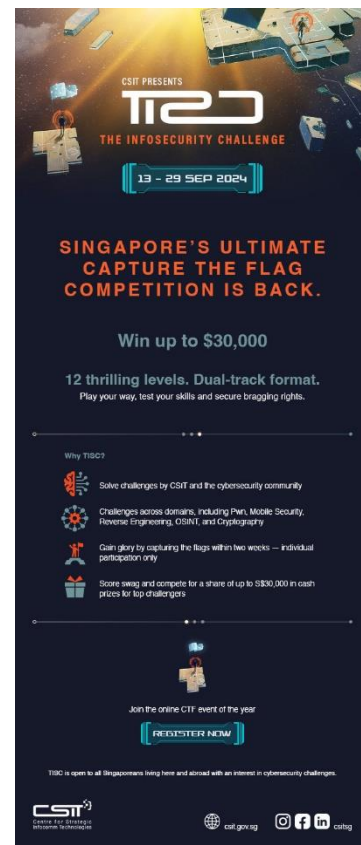 CSIT PRESENTS
TISC
THE INFOSECURITY CHALLENGE
13 - 29 SEP 2024
SINGAPORE'S ULTIMATE
CAPTURE THE FLAG
COMPETITION IS BACK.
Win up to $30,000
12 thrilling levels. Dual-track format.
Play your way, test your skills and secure bragging rights.
Why TISC?
Solve challenges by CSIT and the cybersecurity community
Challenges across domains, including Pwn, Mobile Security,
Reverse Engineering, OSINT, and Cryptography
Gain glory by capturing the flags within two weeks — individual
participation only
Score swag and compete for a share of up to S$30,000 in cash
prizes for top challengers
Join the online CTF event of the year
REGISTER NOW
TISC is open to all Singaporeans living here and abroad with an interest in cybersecurity challenges.
CSIT
Centre for Strategic
Infocomm Technologies
csit.gov.sg
csitsg